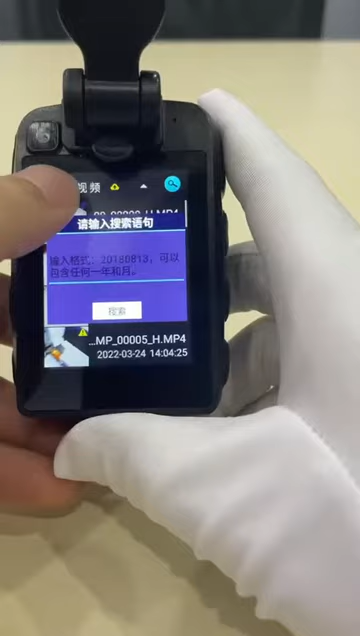 视频
请输入搜索语句
输入格式：20180813，可以
包含任何一年和月。
搜索
...MP_00005_H.MP4
2022-03-24 14:04:25